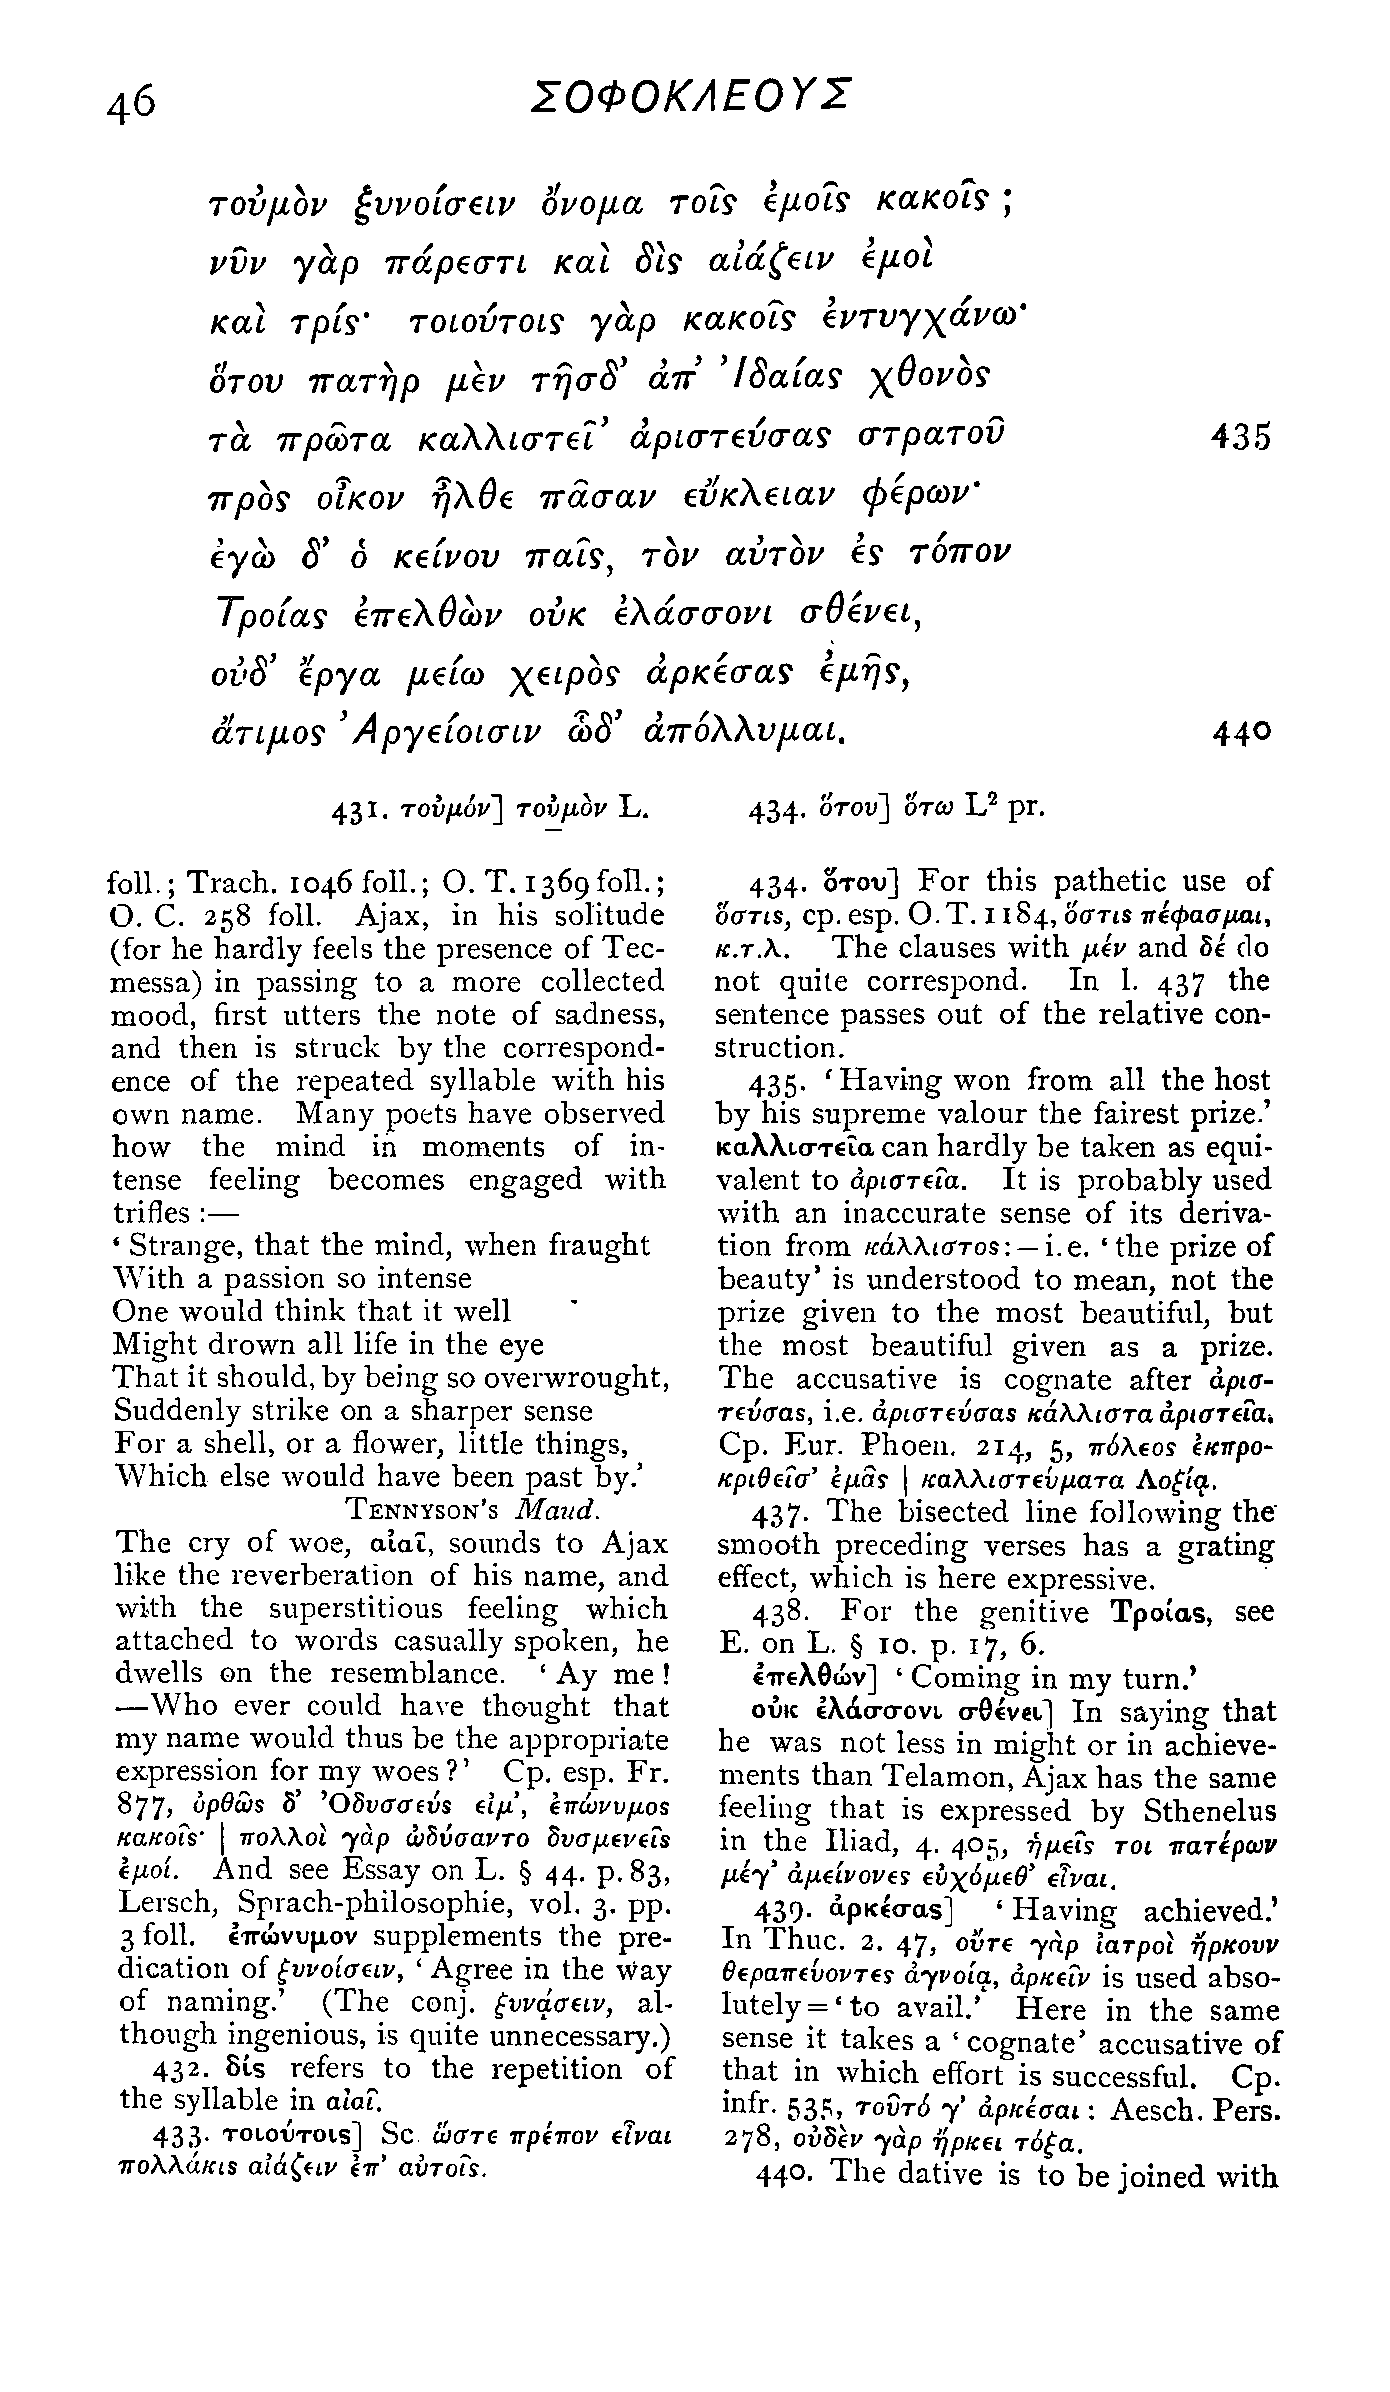 46 ΣΟΦΟΚΛΕΟΥΣ
τοὐμὸν ξυνοίσειν ὄνομα τοῖς ἐμοῖς κακοῖς ;
νῦν γὰρ πάρεστι καὶ δὶς αἰάζειν ἐμοὶ
καὶ τρίς· τοιούτοις γὰρ κακοῖς ἐντυγχάνω·
ὅτου πατὴρ μὲν τῆσδ’ ἀπ’ Ἰδαίας χθονὸς
τὰ πρῶτα καλλιστεῖ’ ἀριστεύσας στρατοῦ 435
πρὸς οἶκον ἦλθε πᾶσαν εὔκλειαν φέρων·
ἐγὼ δ’ ὁ κείνου παῖς, τὸν αὐτὸν ἐς τόπον
Τροίας ἐπελθὼν οὐκ ἐλάσσονι σθένει,
οὐδ’ ἔργα μείω χειρὸς ἀρκέσας ἐμῆς,
ἄτιμος Ἀργείοισιν ὧδ’ ἀπόλλυμαι. 440
431. τοὐμόν] τοὐμὸν L. 434. ὅτου] ὅτω L² pr.
foll.; Trach. 1046 foll.; O. T. 1369 foll.;
O. C. 258 foll. Ajax, in his solitude
(for he hardly feels the presence of Tec-
messa) in passing to a more collected
mood, first utters the note of sadness,
and then is struck by the correspond-
ence of the repeated syllable with his
own name. Many poets have observed
how the mind in moments of in-
tense feeling becomes engaged with
trifles :—
‘ Strange, that the mind, when fraught
With a passion so intense
One would think that it well
Might drown all life in the eye
That it should, by being so overwrought,
Suddenly strike on a sharper sense
For a shell, or a flower, little things,
Which else would have been past by.’
TENNYSON’S Maud.
The cry of woe, αἰαῖ, sounds to Ajax
like the reverberation of his name, and
with the superstitious feeling which
attached to words casually spoken, he
dwells on the resemblance. ‘ Ay me !
—Who ever could have thought that
my name would thus be the appropriate
expression for my woes ?’ Cp. esp. Fr.
877, ὀρθῶς δ’ Ὀδυσσεύς εἰμ’, ἐπώνυμος
κακοῖς· | πολλοὶ γὰρ ὠδύσαντο δυσμενεῖς
ἐμοί. And see Essay on L. § 44. p. 83,
Lersch, Sprach-philosophie, vol. 3. pp.
3 foll. ἐπώνυμον supplements the pre-
dication of ξυνοίσειν, ‘ Agree in the way
of naming.’ (The conj. ξυνᾴσειν, al-
though ingenious, is quite unnecessary.)
432. δίς refers to the repetition of
the syllable in αἰαῖ.
433. τοιούτοις] Sc. ὥστε πρέπον εἶναι
πολλάκις αἰάζειν ἐπ’ αὐτοῖς.
434. ὅτου] For this pathetic use of
ὅστις, cp. esp. O. T. 1184, ὅστις πέφασμαι,
κ.τ.λ. The clauses with μέν and δέ do
not quite correspond. In l. 437 the
sentence passes out of the relative con-
struction.
435. ‘ Having won from all the host
by his supreme valour the fairest prize.’
καλλιστεῖα can hardly be taken as equi-
valent to ἀριστεῖα. It is probably used
with an inaccurate sense of its deriva-
tion from κάλλιστος: — i. e. ‘ the prize of
beauty’ is understood to mean, not the
prize given to the most beautiful, but
the most beautiful given as a prize.
The accusative is cognate after ἀρισ-
τεύσας, i.e. ἀριστεύσας κάλλιστα ἀριστεῖα.
Cp. Eur. Phoen. 214, 5, πόλεος ἐκπρο-
κριθεῖσ’ ἐμᾶς | καλλιστεύματα Λοξίᾳ.
437. The bisected line following the
smooth preceding verses has a grating
effect, which is here expressive.
438. For the genitive Τροίας, see
E. on L. § 10. p. 17, 6.
ἐπελθών] ‘ Coming in my turn.’
οὐκ ἐλάσσονι σθένει] In saying that
he was not less in might or in achieve-
ments than Telamon, Ajax has the same
feeling that is expressed by Sthenelus
in the Iliad, 4. 405, ἡμεῖς τοι πατέρων
μέγ’ ἀμείνονες εὐχόμεθ’ εἶναι.
439. ἀρκέσας] ‘ Having achieved.’
In Thuc. 2. 47, οὔτε γὰρ ἰατροὶ ἤρκουν
θεραπεύοντες ἀγνοίᾳ, ἀρκεῖν is used abso-
lutely = ‘ to avail.’ Here in the same
sense it takes a ‘ cognate’ accusative of
that in which effort is successful. Cp.
infr. 535, τοῦτό γ’ ἀρκέσαι : Aesch. Pers.
278, οὐδὲν γὰρ ἤρκει τόξα.
440. The dative is to be joined with